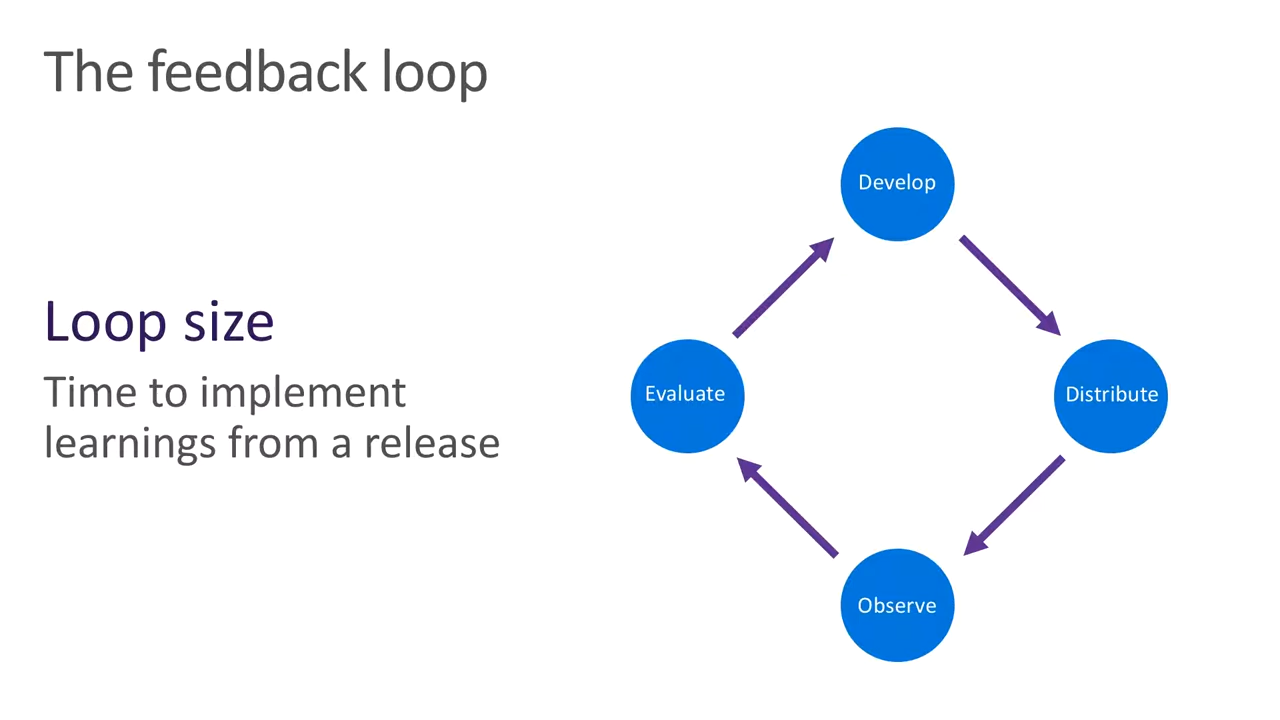 The feedback loop
Develop
Loop size
Time to implement
learnings from a release
Evaluate
Distribute
Observe